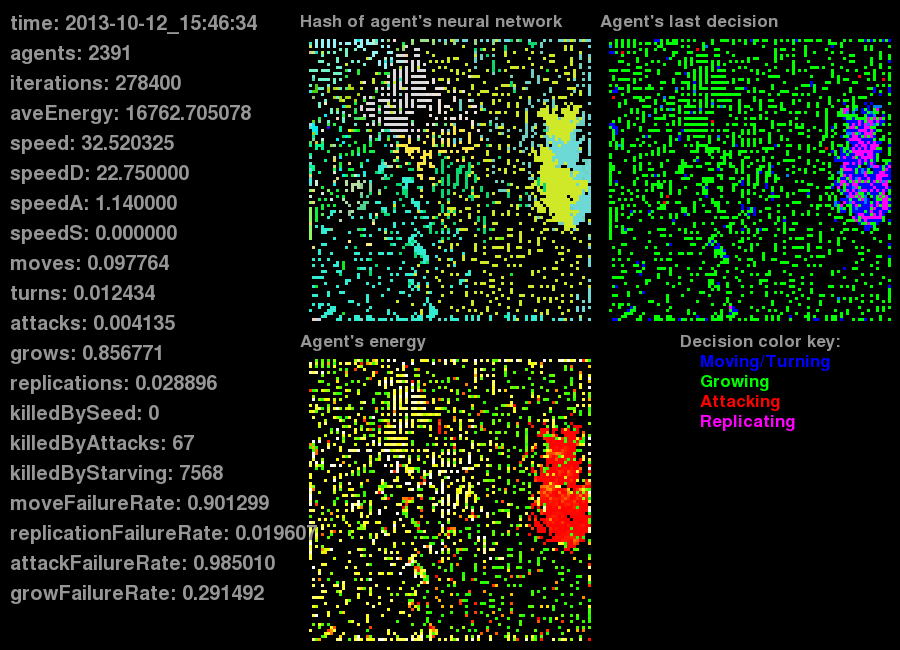 time: 2013-10-12_15:46:34
agents: 2391
iterations: 278400
aveEnergy: 16762.705078
speed: 32.520325
speedD: 22.750000
speedA: 1.140000
speedS: 0.000000
moves: 0.097764
turns: 0.012434
attacks: 0.004135
grows: 0.856771
replications: 0.028896
killedBySeed: 0
killedByAttacks: 67
killedByStarving: 7568
moveFailureRate: 0.901299
replicationFailureRate: 0.019607
attackFailureRate: 0.985010
growFailureRate: 0.291492
Hash of agent's neural network
Agent's last decision
Agent's energy
Decision color key:
Moving/Turning
Growing
Attacking
Replicating